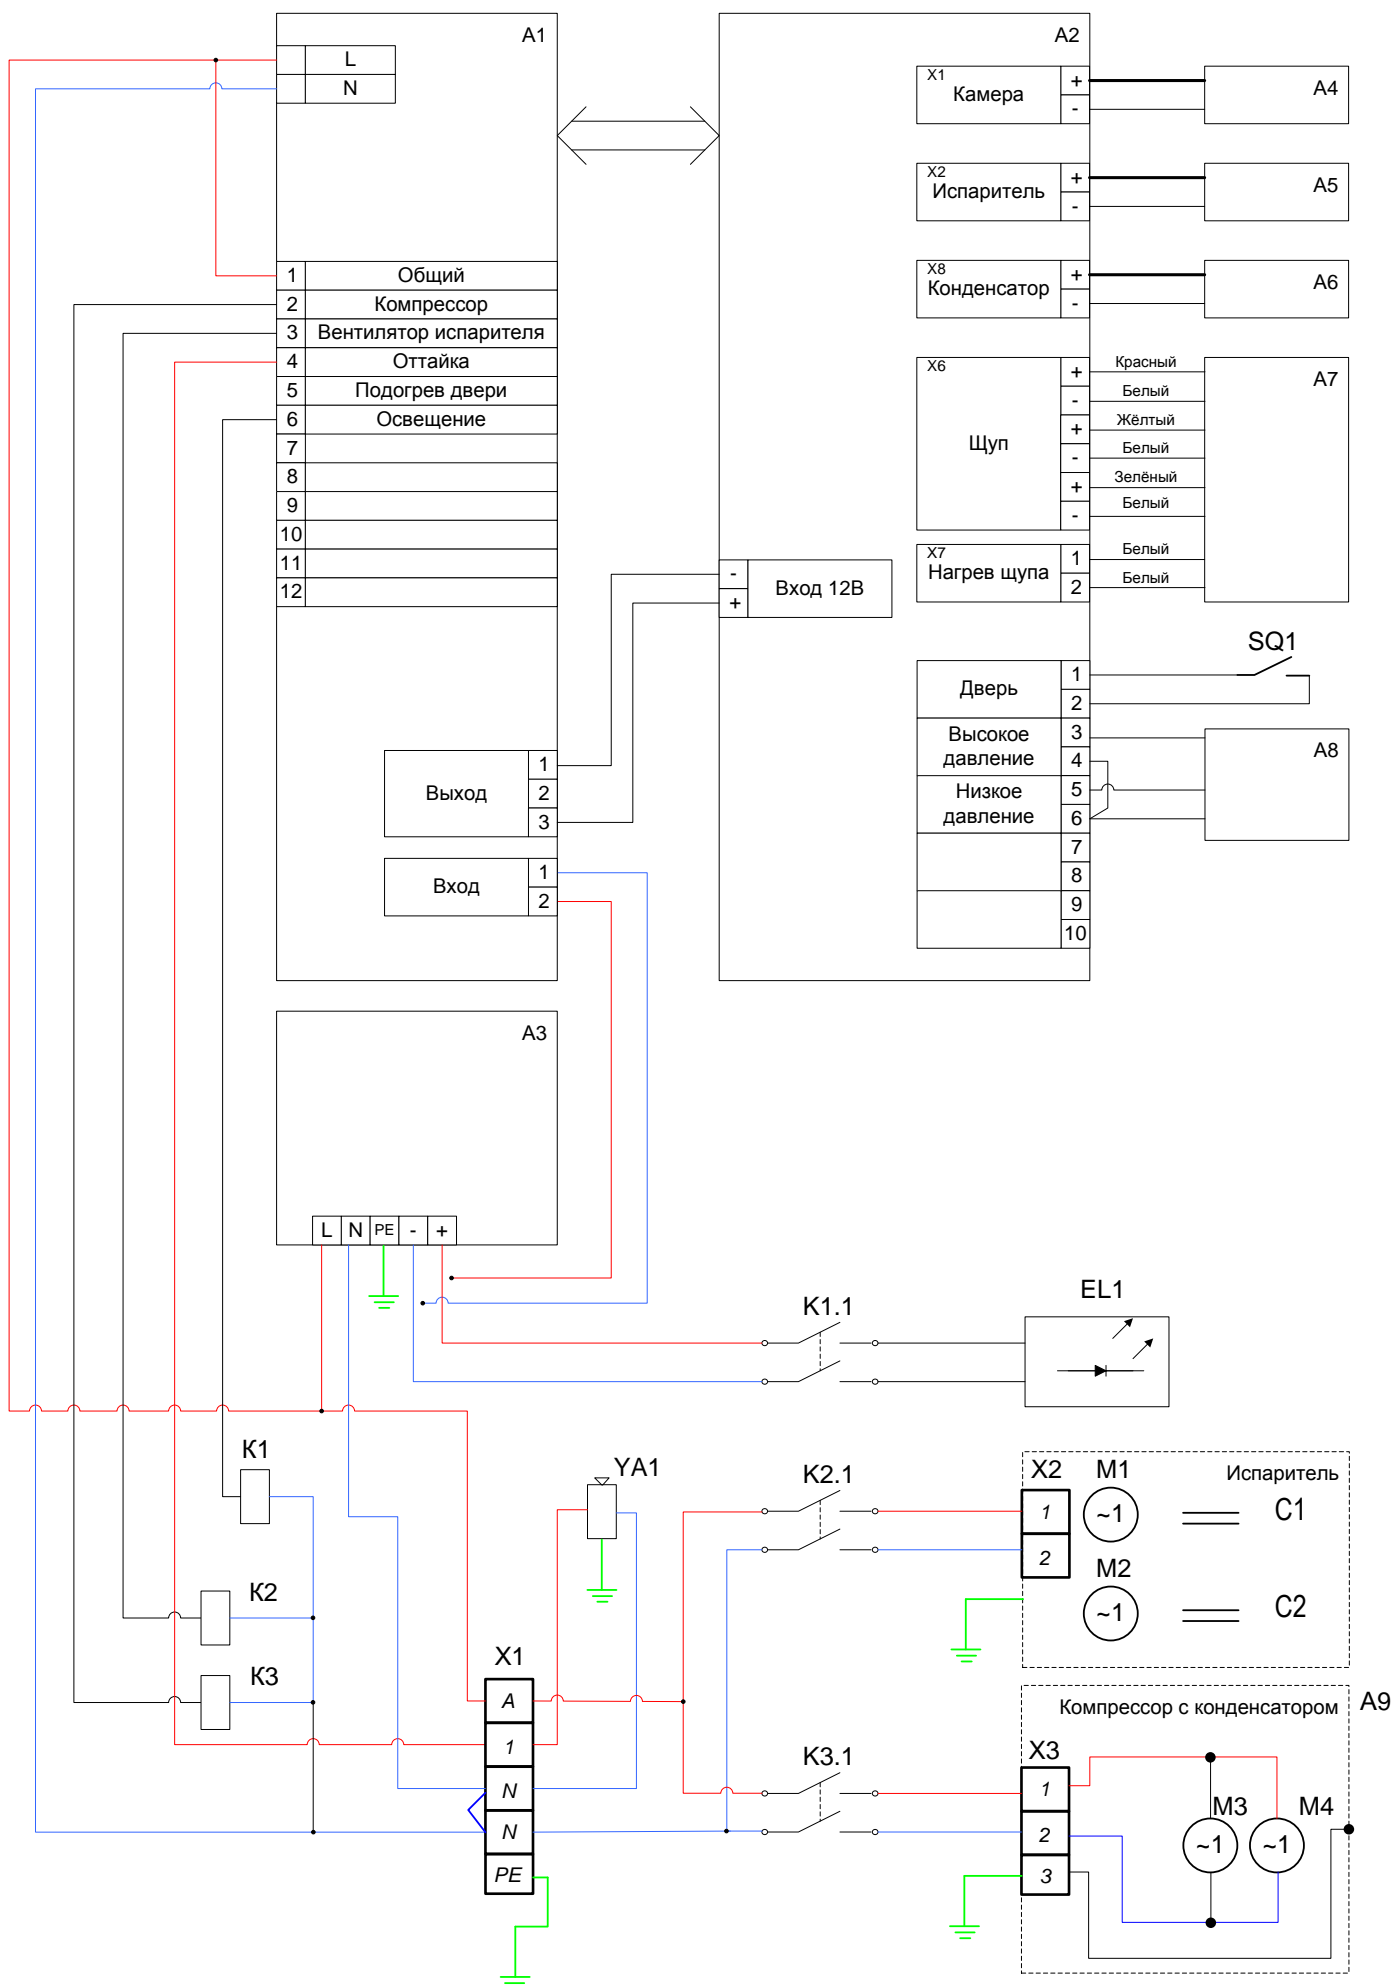 A1
L
N
1 Общий
2 Компрессор
3 Вентилятор испарителя
4 Оттайка
5 Подогрев двери
6 Освещение
7
8
9
10
11
12
Выход
1
2
3
Вход
1
2
A2
X1
Камера
+
-
A4
X2
Испаритель
+
-
A5
X8
Конденсатор
+
-
A6
X6
Щуп
+
-
+
-
+
-
Красный
Белый
Жёлтый
Белый
Зелёный
Белый
A7
X7
Нагрев щупа
1
2
Белый
Белый
-
+
Вход 12В
Дверь
1
2
SQ1
Высокое
давление
3
4
Низкое
давление
5
6
7
8
9
10
A8
A3
L N PE - +
K1.1
EL1
K1
K2
K3
YA1
K2.1
X2
1
2
M1
~1
C1
Испаритель
M2
~1
C2
X1
A
1
N
N
PE
K3.1
Компрессор с конденсатором
A9
X3
1
2
3
M3
~1
M4
~1